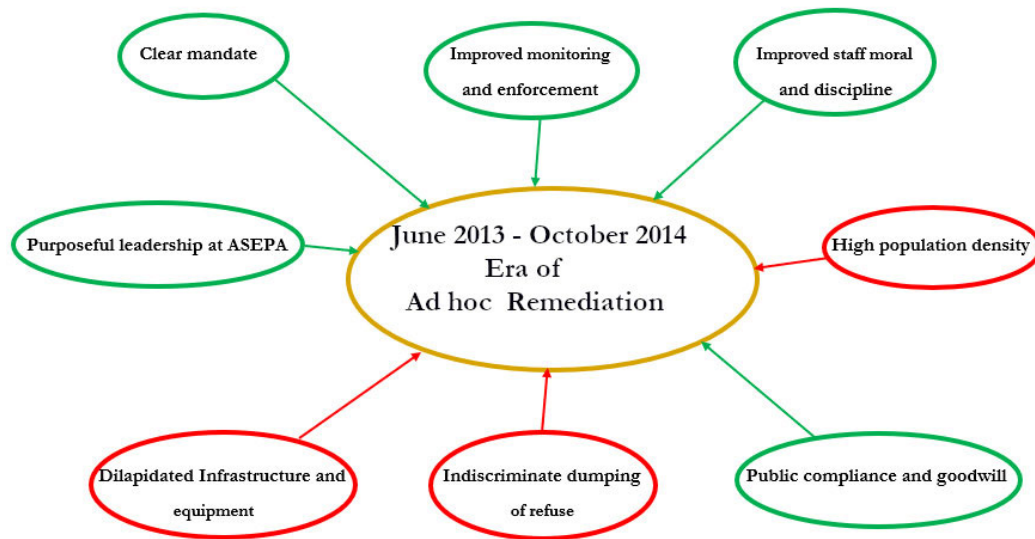 Clear mandate
Improved monitoring
and enforcement
Improved staff moral
and discipline
Purposeful leadership at ASEPA
June 2013 - October 2014
Era of
Ad hoc Remediation
High population density
Dilapidated Infrastructure and
equipment
Indiscriminate dumping
of refuse
Public compliance and goodwill